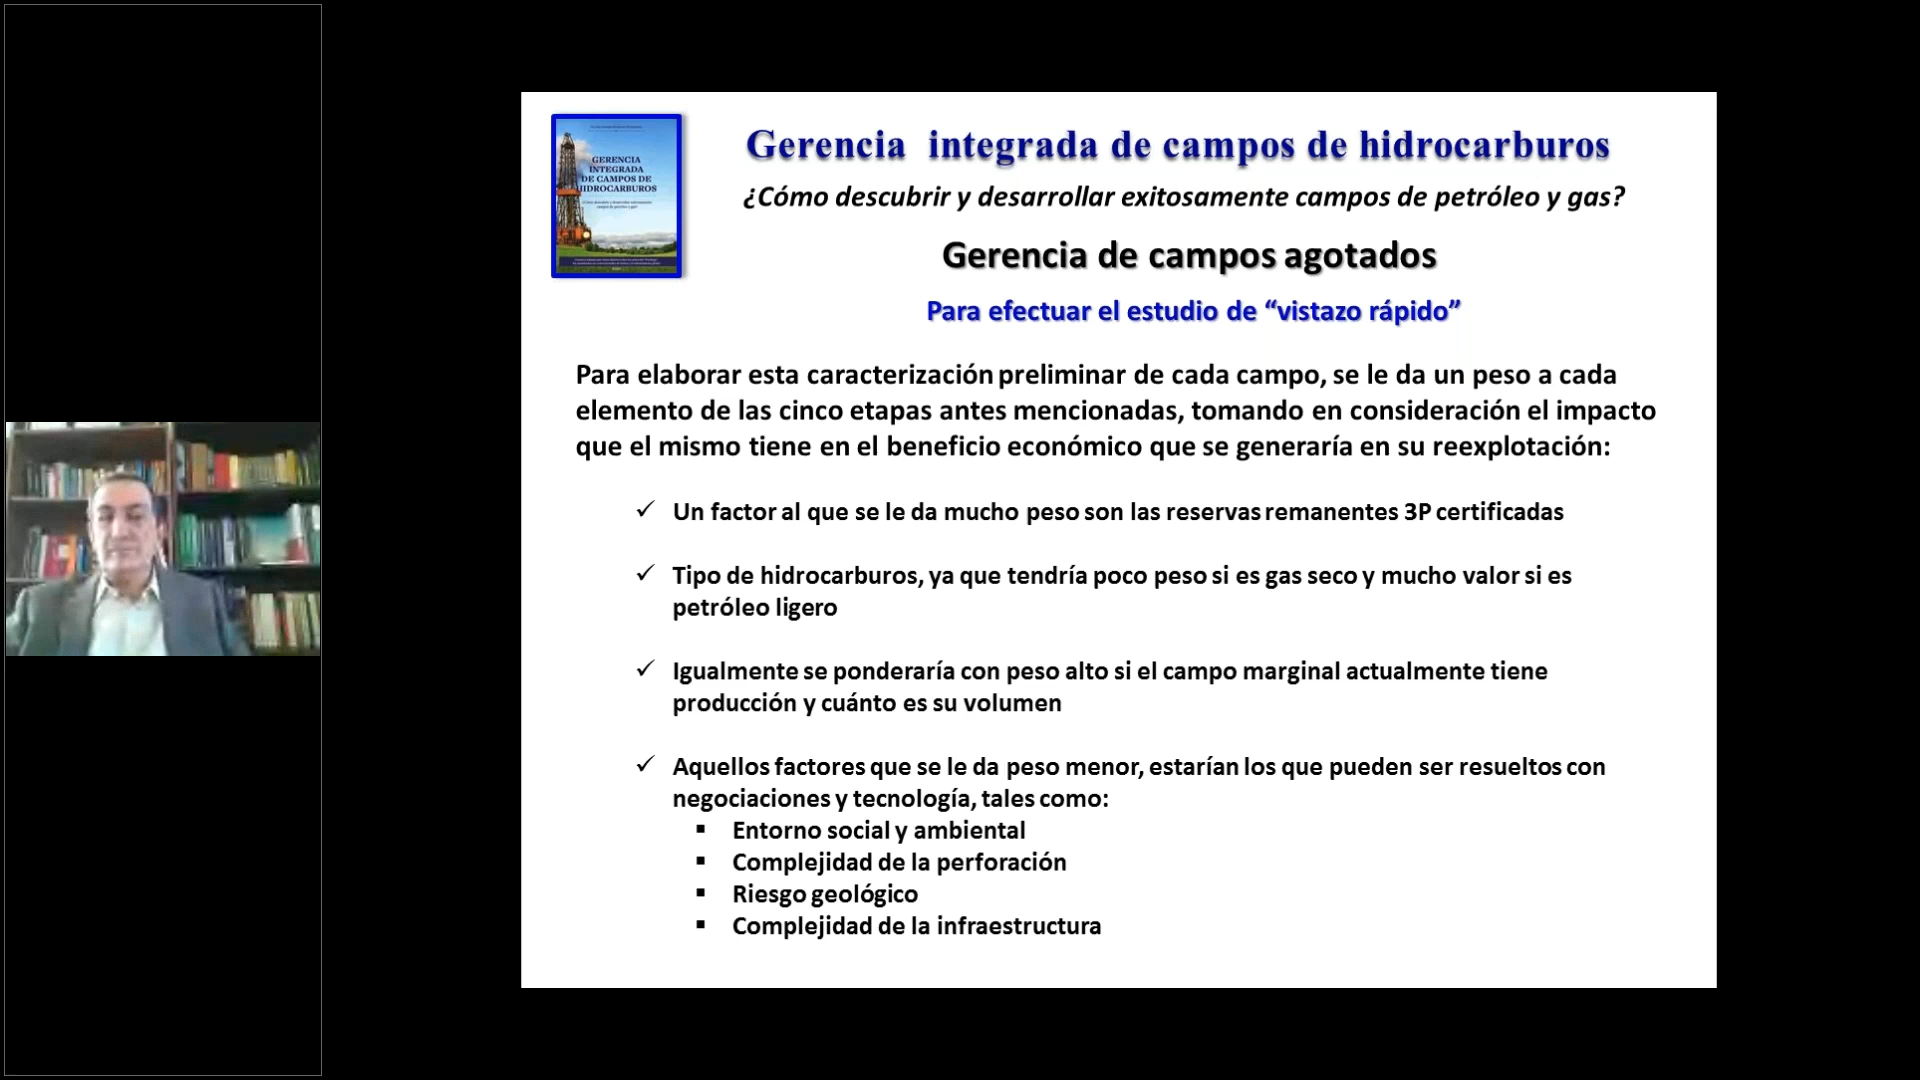 GERENCIA
INTEGRADA
DE CAMPOS DE
HIDROCARBUROS
Gerencia integrada de campos de hidrocarburos
¿Cómo descubrir y desarrollar exitosamente campos de petróleo y gas?
Gerencia de campos agotados
Para efectuar el estudio de “vistazo rápido”
Para elaborar esta caracterización preliminar de cada campo, se le da un peso a cada
elemento de las cinco etapas antes mencionadas, tomando en consideración el impacto
que el mismo tiene en el beneficio económico que se generaría en su reexplotación:
✓ Un factor al que se le da mucho peso son las reservas remanentes 3P certificadas
✓ Tipo de hidrocarburos, ya que tendría poco peso si es gas seco y mucho valor si es
petróleo ligero
✓ Igualmente se ponderaría con peso alto si el campo marginal actualmente tiene
producción y cuánto es su volumen
✓ Aquellos factores que se le da peso menor, estarían los que pueden ser resueltos con
negociaciones y tecnología, tales como:
▪ Entorno social y ambiental
▪ Complejidad de la perforación
▪ Riesgo geológico
▪ Complejidad de la infraestructura